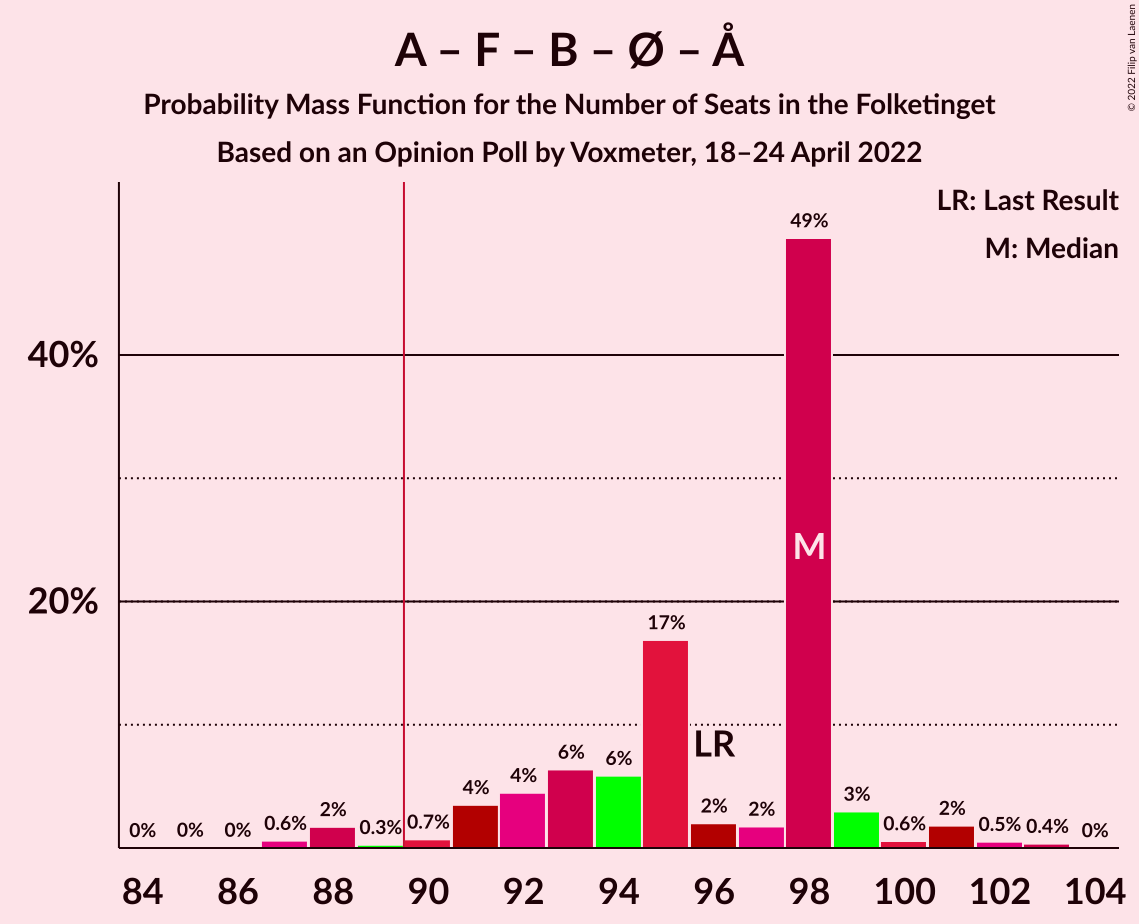 A – F – B – Ø – Å
Probability Mass Function for the Number of Seats in the Folketinget
Based on an Opinion Poll by Voxmeter, 18–24 April 2022
© 2022 Filip van Laenen
LR: Last Result
M: Median
40%
20%
0%
0%
0%
0.6%
2%
0.3%
0.7%
4%
4%
6%
6%
17%
LR
2%
2%
49%
M
3%
0.6%
2%
0.5%
0.4%
0%
84 86 88 90 92 94 96 98 100 102 104